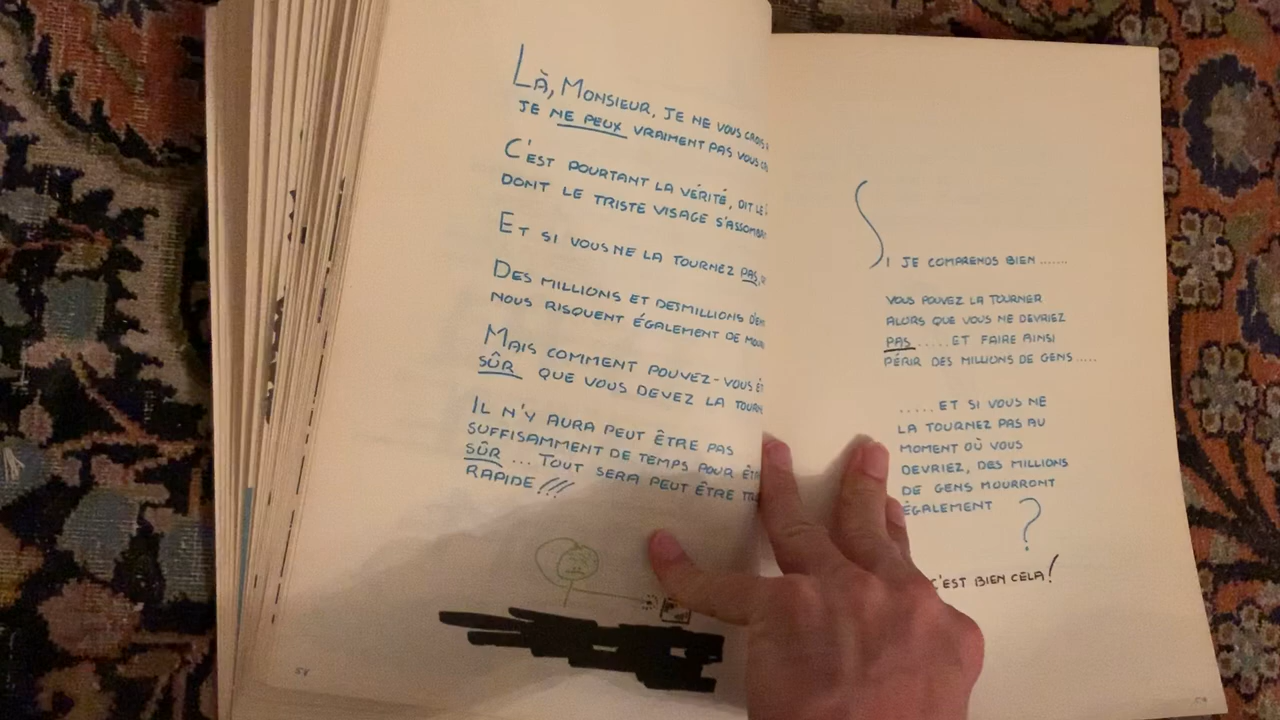 LÀ, MONSIEUR, JE NE VOUS CROIS
JE NE PEUX VRAIMENT PAS VOUS
C'EST POURTANT LA VÉRITÉ, DIT LE
DONT LE TRISTE VISAGE
ET SI VOUS NE LA TOURNEZ PAS,
DES MILLIONS ET DES MILLIONS
NOUS RISQUENT ÉGALEMENT DE
MAIS COMMENT POUVEZ-VOUS
SÛR QUE VOUS DEVEZ LA
IL N'Y AURA PEUT ÊTRE PAS
SUFFISAMMENT DE TEMPS POUR
SÛR ... TOUT SERA PEUT ÊTRE
RAPIDE !!!
SI JE COMPRENDS BIEN .......
VOUS POUVEZ LA TOURNER
ALORS QUE VOUS NE DEVRIEZ
PAS ..... ET FAIRE AINSI
PÉRIR DES MILLIONS DE GENS .....
..... ET SI VOUS NE
LA TOURNEZ PAS AU
MOMENT OÙ VOUS
DEVRIEZ, DES MILLIONS
DE GENS MOURRONT
ÉGALEMENT ?
C'EST BIEN CELA !